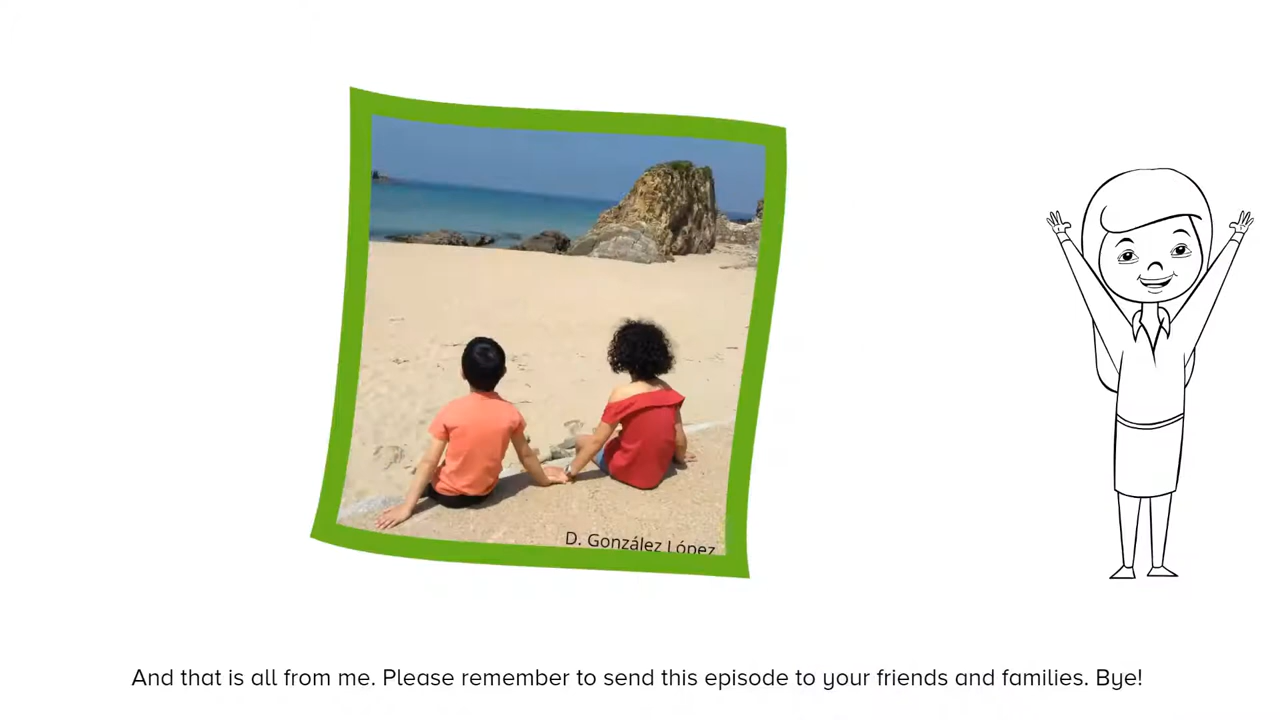 D. González López
And that is all from me. Please remember to send this episode to your friends and families. Bye!